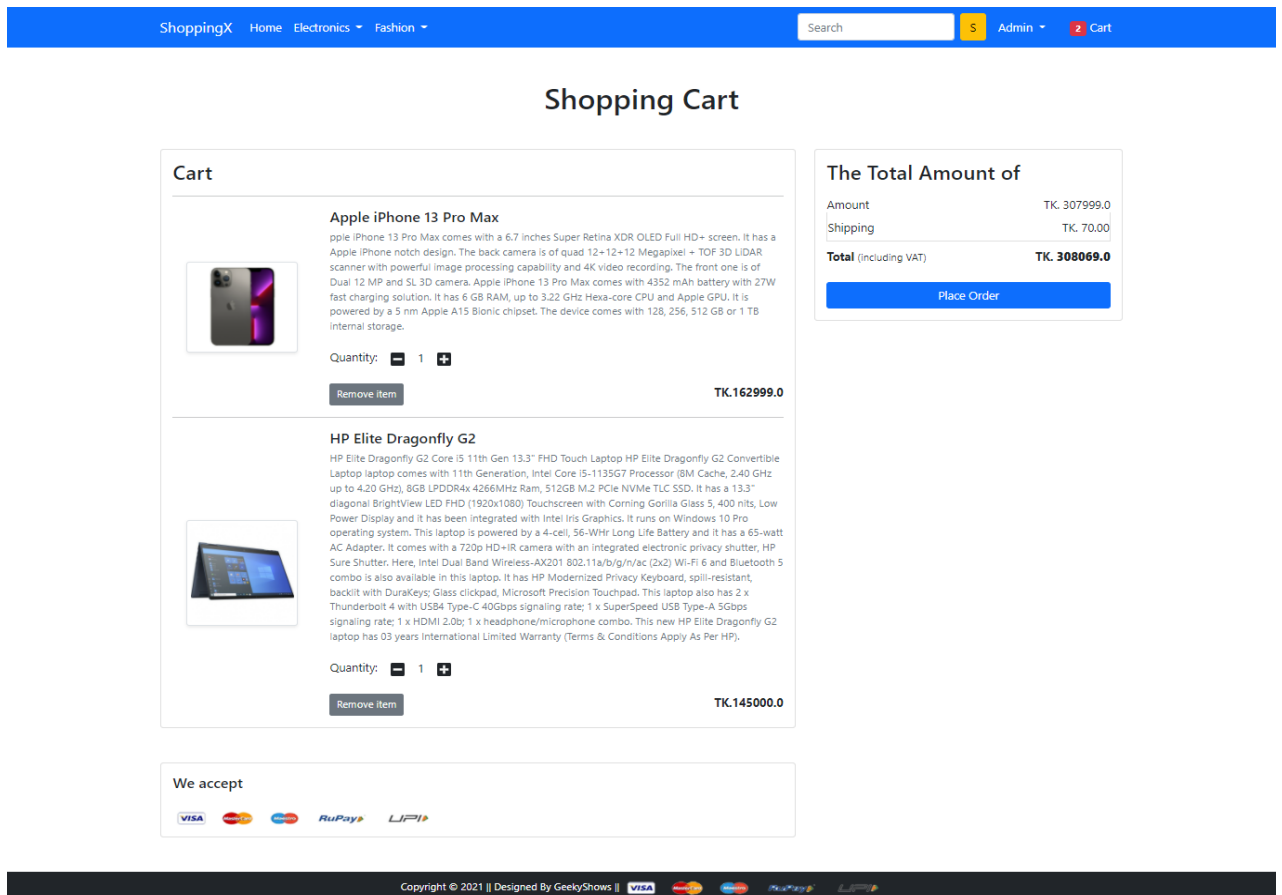 ShoppingX Home Electronics Fashion Search S Admin 2 Cart
Shopping Cart
Cart
Apple iPhone 13 Pro Max
pple iPhone 13 Pro Max comes with a 6.7 inches Super Retina XDR OLED Full HD+ screen. It has a
Apple iPhone notch design. The back camera is of quad 12+12+12 Megapixel + TOF 3D LiDAR
scanner with powerful image processing capability and 4K video recording. The front one is of
Dual 12 MP and SL 3D camera. Apple iPhone 13 Pro Max comes with 4352 mAh battery with 27W
fast charging solution. It has 6 GB RAM, up to 3.22 GHz Hexa-core CPU and Apple GPU. It is
powered by a 5 nm Apple A15 Bionic chipset. The device comes with 128, 256, 512 GB or 1 TB
internal storage.
Quantity: 1
Remove item TK.162999.0
HP Elite Dragonfly G2
HP Elite Dragonfly G2 Core i5 11th Gen 13.3" FHD Touch Laptop HP Elite Dragonfly G2 Convertible
Laptop laptop comes with 11th Generation, Intel Core i5-1135G7 Processor (8M Cache, 2.40 GHz
up to 4.20 GHz), 8GB LPDDR4x 4266MHz Ram, 512GB M.2 PCIe NVMe TLC SSD. It has a 13.3"
diagonal BrightView LED FHD (1920x1080) Touchscreen with Corning Gorilla Glass 5, 400 nits, Low
Power Display and it has been integrated with Intel Iris Graphics. It runs on Windows 10 Pro
operating system. This laptop is powered by a 4-cell, 56-WHr Long Life Battery and it has a 65-watt
AC Adapter. It comes with a 720p HD+IR camera with an integrated electronic privacy shutter, HP
Sure Shutter. Here, Intel Dual Band Wireless-AX201 802.11a/b/g/n/ac (2x2) Wi-Fi 6 and Bluetooth 5
combo is also available in this laptop. It has HP Modernized Privacy Keyboard, spill-resistant,
backlit with DuraKeys; Glass clickpad, Microsoft Precision Touchpad. This laptop also has 2 x
Thunderbolt 4 with USB4 Type-C 40Gbps signaling rate; 1 x SuperSpeed USB Type-A 5Gbps
signaling rate; 1 x HDMI 2.0b; 1 x headphone/microphone combo. This new HP Elite Dragonfly G2
laptop has 03 years International Limited Warranty (Terms & Conditions Apply As Per HP).
Quantity: 1
Remove item TK.145000.0
The Total Amount of
Amount TK. 307999.0
Shipping TK. 70.00
Total (including VAT) TK. 308069.0
Place Order
We accept
VISA MasterCard Maestro RuPay UPI
Copyright © 2021 || Designed By GeekyShows || VISA MasterCard Maestro RuPay UPI